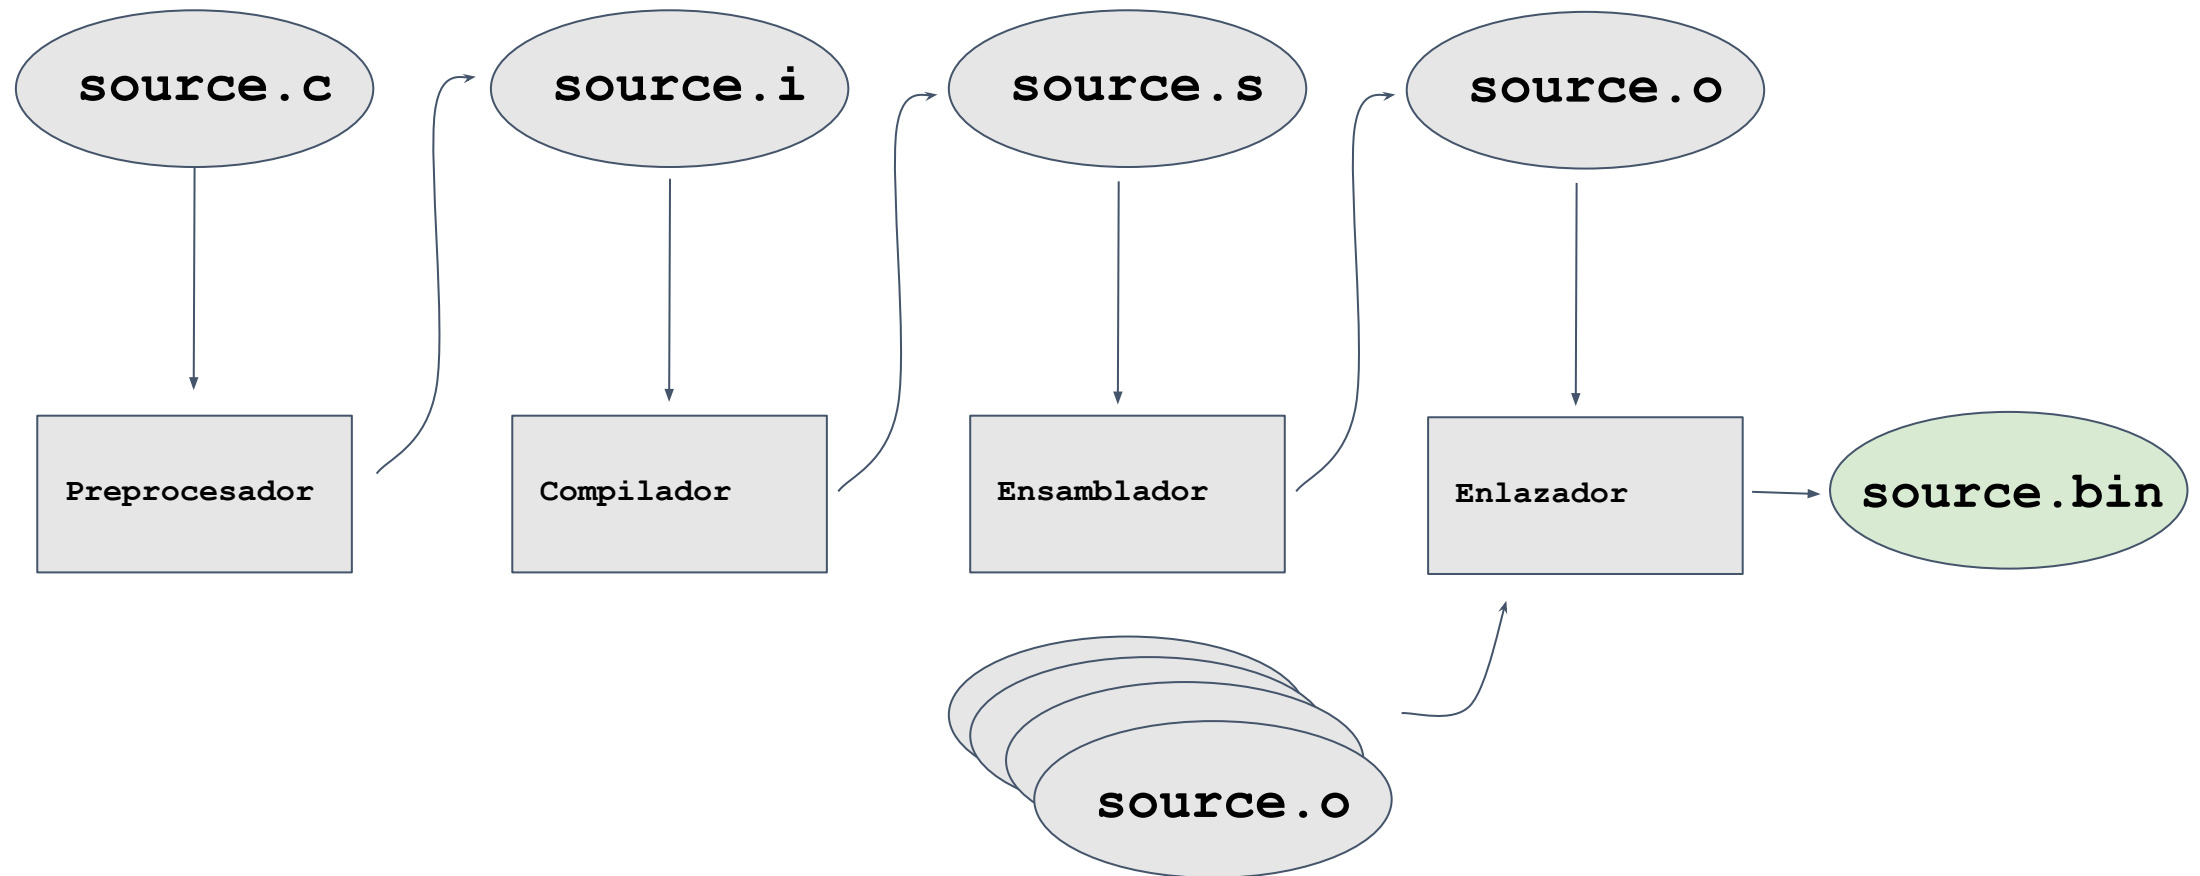 source.c
source.i
source.s
source.o
Preprocesador
Compilador
Ensamblador
Enlazador
source.bin
source.o